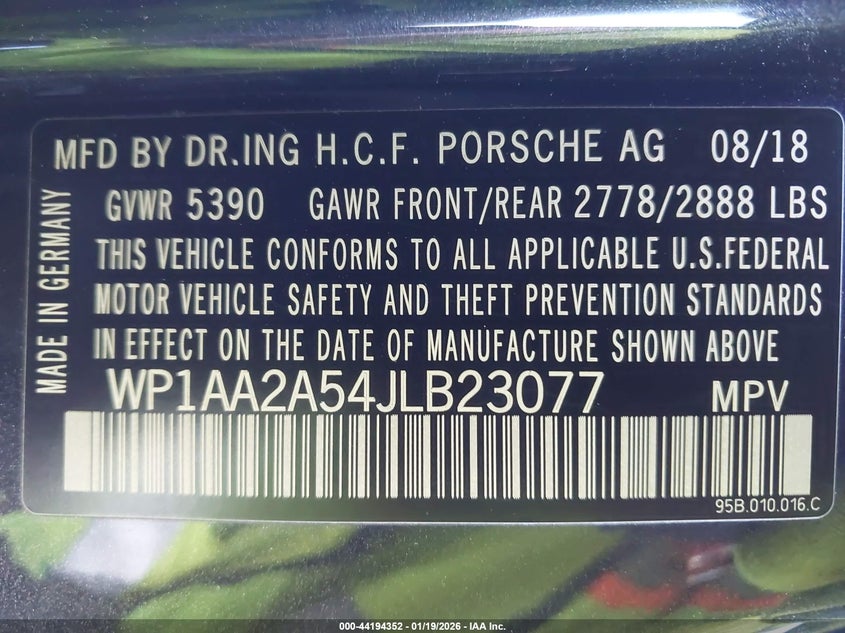 MFD BY DR.ING H.C.F. PORSCHE AG 08/18
GVWR 5390 GAWR FRONT/REAR 2778/2888 LBS
THIS VEHICLE CONFORMS TO ALL APPLICABLE U.S.FEDERAL
MOTOR VEHICLE SAFETY AND THEFT PREVENTION STANDARDS
IN EFFECT ON THE DATE OF MANUFACTURE SHOWN ABOVE
WP1AA2A54JLB23077 MPV
MADE IN GERMANY
95B.010.016.C
000-44194352 - 01/19/2026 - IAA Inc.